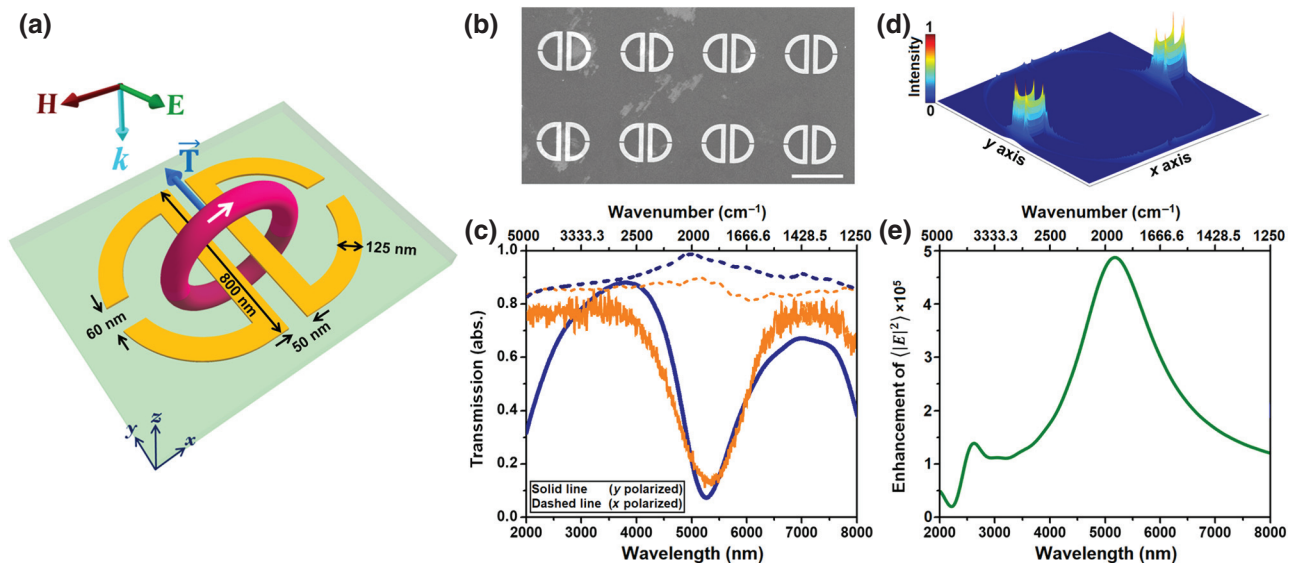 (a)
H
E
k
T
800 nm
125 nm
60 nm
50 nm
y
z
x
(b)
(c)
Wavenumber (cm⁻¹)
5000 3333.3 2500 2000 1666.6 1428.5 1250
1.0
0.8
0.6
0.4
0.2
0.0
Transmission (abs.)
Solid line (y polarized)
Dashed line (x polarized)
2000 3000 4000 5000 6000 7000 8000
Wavelength (nm)
(d)
1
Intensity
0
y axis
x axis
(e)
Wavenumber (cm⁻¹)
5000 3333.3 2500 2000 1666.6 1428.5 1250
5
4
3
2
1
0
Enhancement of ⟨|E|²⟩ ×10⁵
2000 3000 4000 5000 6000 7000 8000
Wavelength (nm)